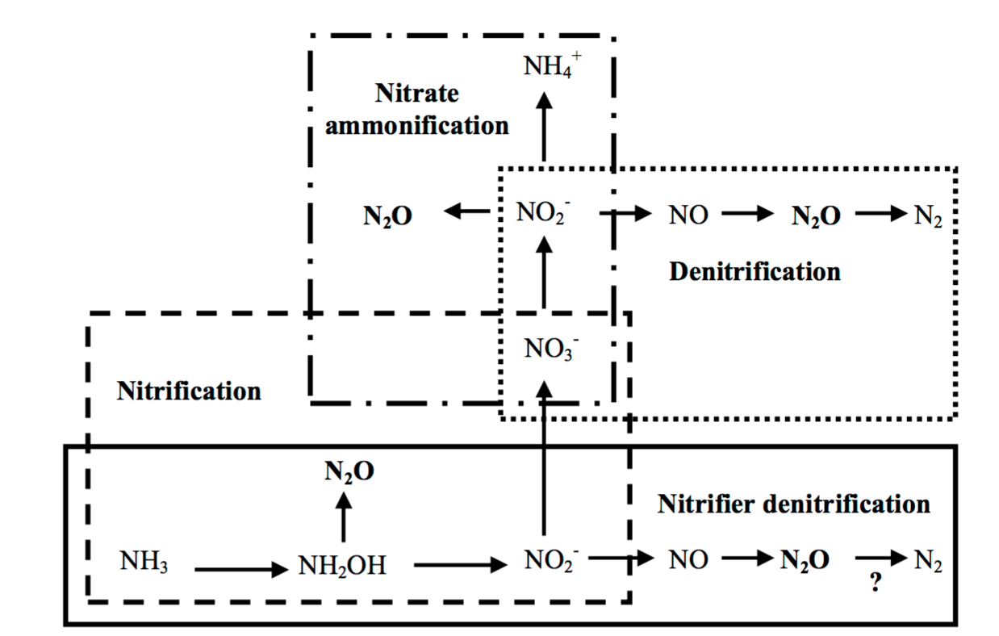 NH₄⁺
Nitrate
ammonification
N₂O NO₂⁻ NO N₂O N₂
Denitrification
NO₃⁻
Nitrification
N₂O
Nitrifier denitrification
NH₃ NH₂OH NO₂⁻ NO N₂O N₂
?